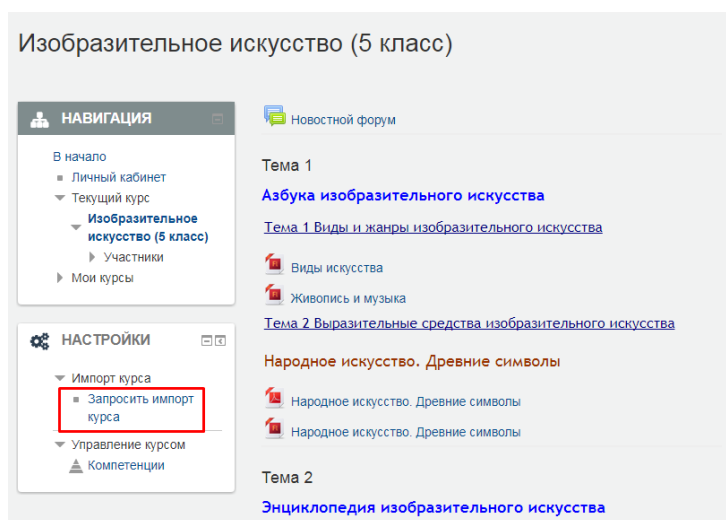 Изобразительное искусство (5 класс)
НАВИГАЦИЯ
В начало
Личный кабинет
Текущий курс
Изобразительное
искусство (5 класс)
Участники
Мои курсы
НАСТРОЙКИ
Импорт курса
Запросить импорт
курса
Управление курсом
Компетенции
Новостной форум
Тема 1
Азбука изобразительного искусства
Тема 1 Виды и жанры изобразительного искусства
Виды искусства
Живопись и музыка
Тема 2 Выразительные средства изобразительного искусства
Народное искусство. Древние символы
Народное искусство. Древние символы
Народное искусство. Древние символы
Тема 2
Энциклопедия изобразительного искусства